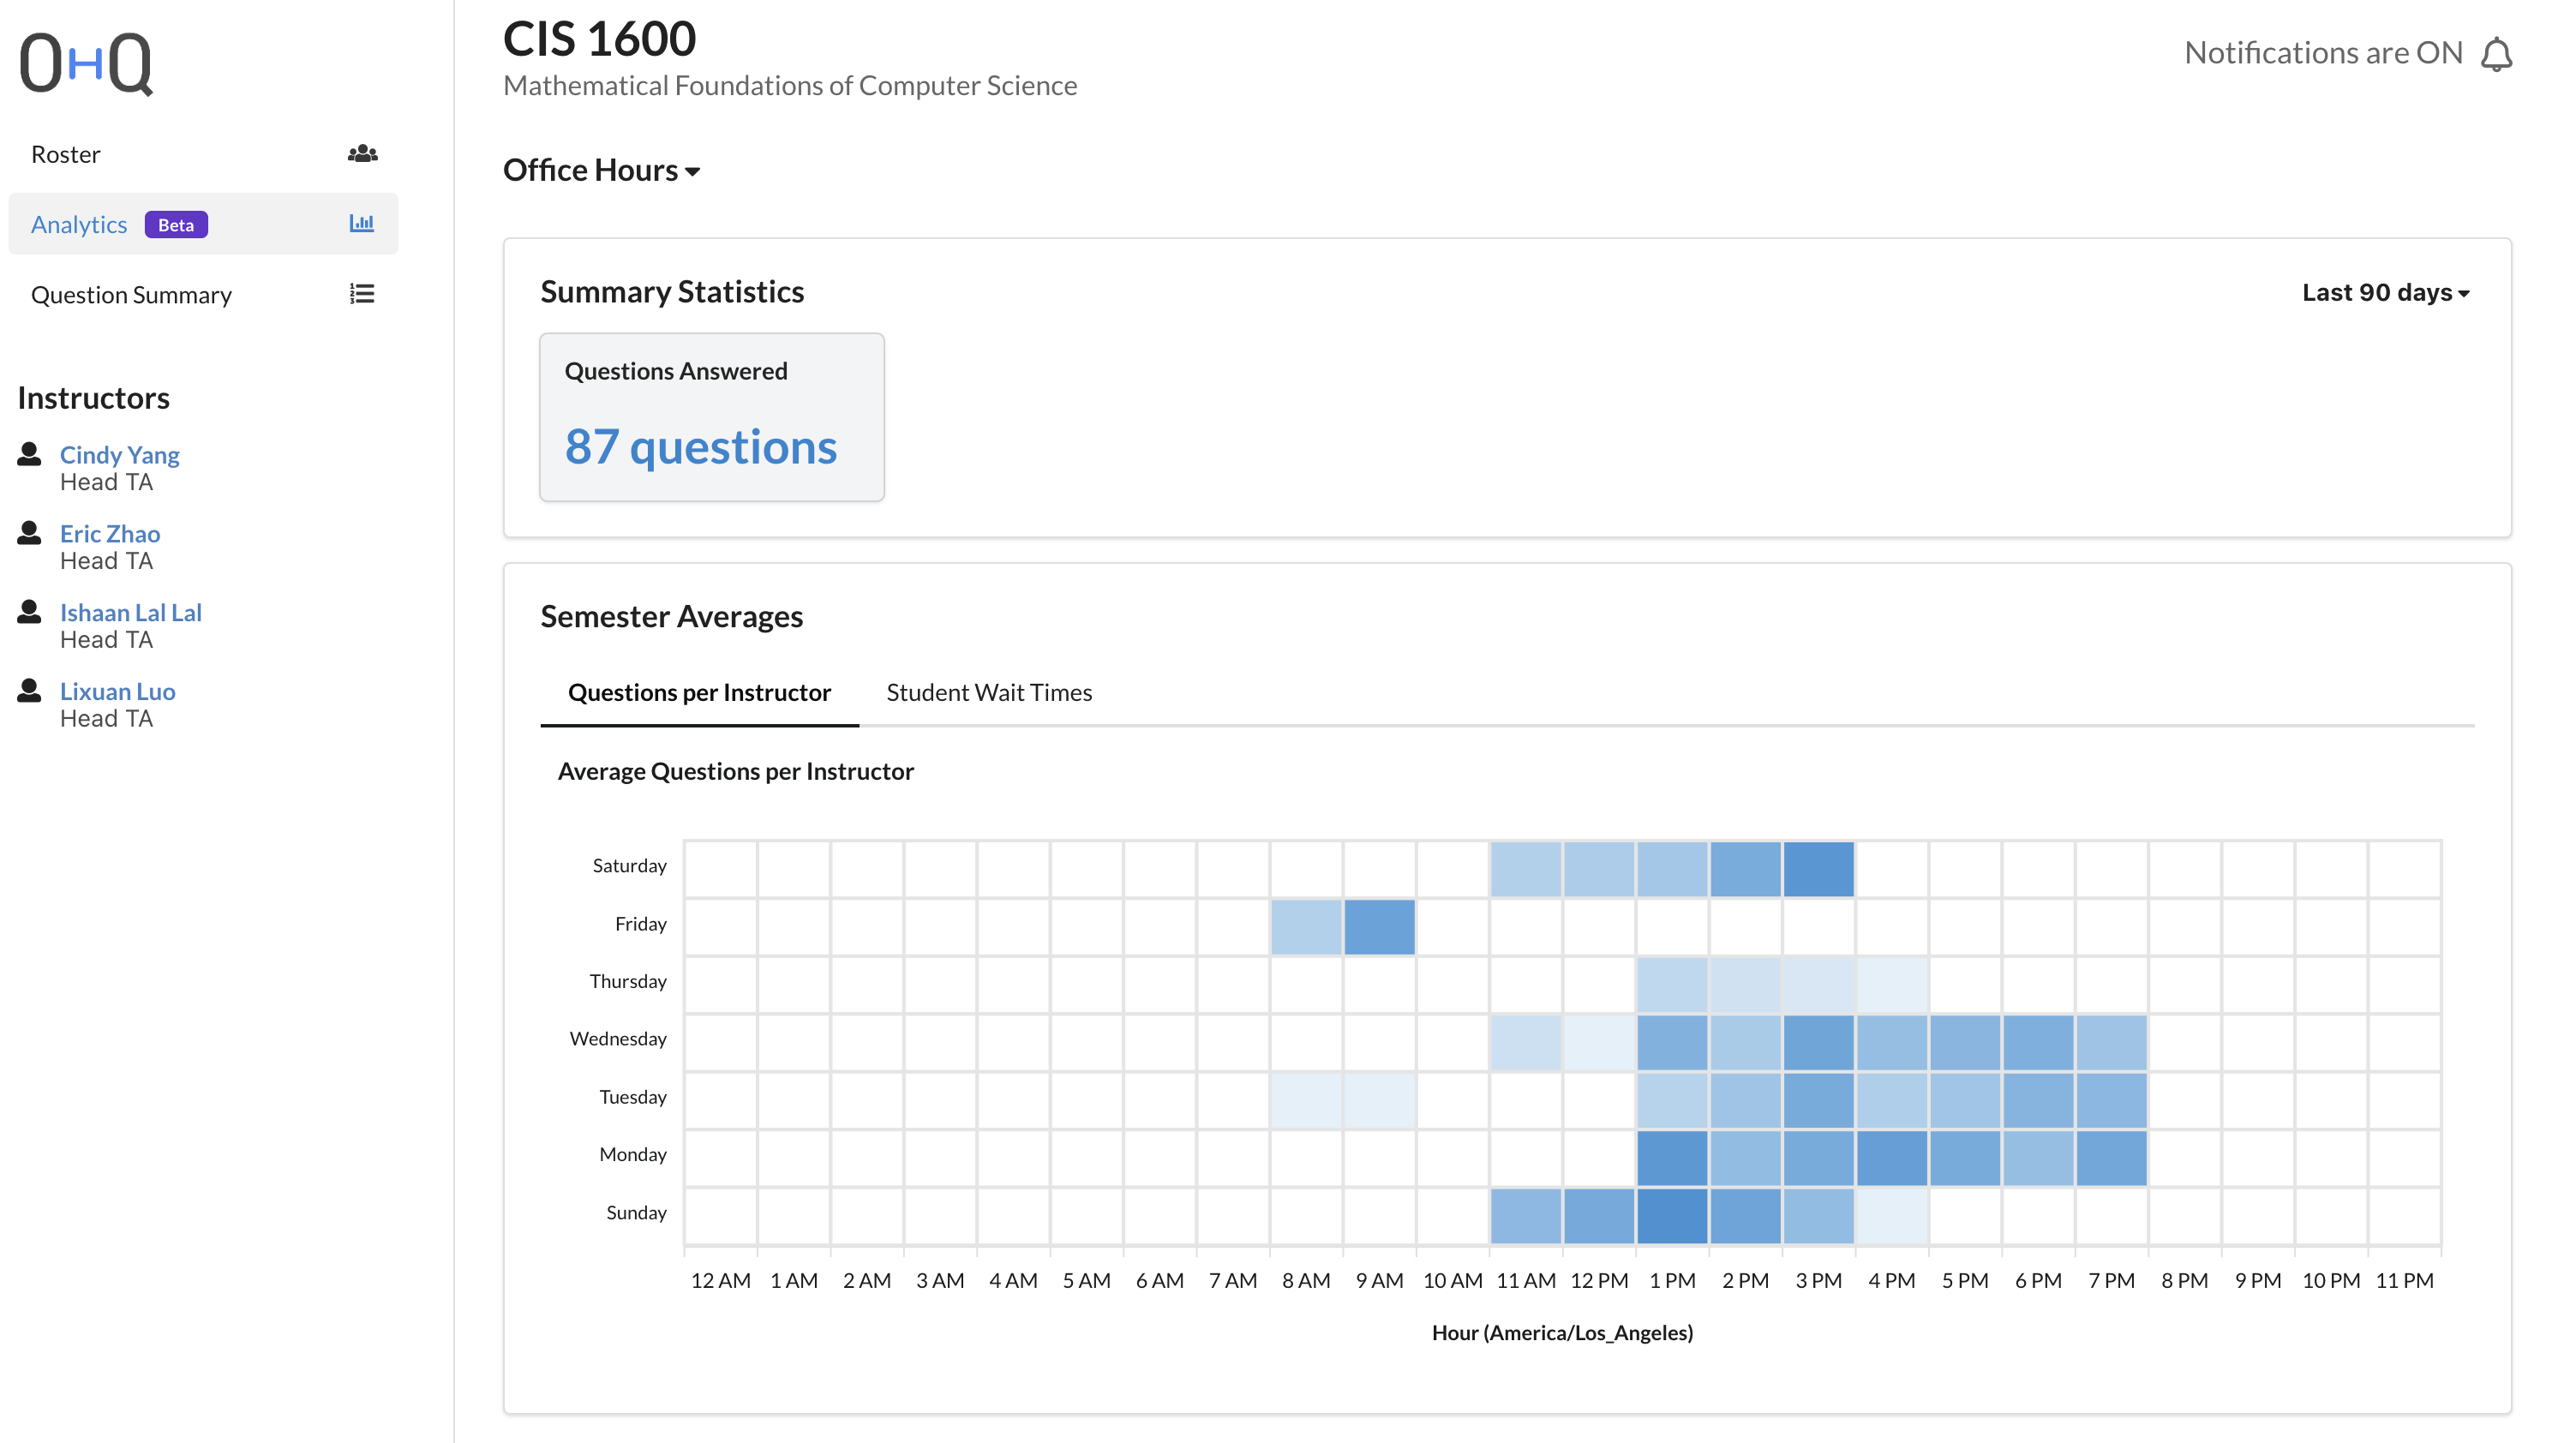 OHQ
Roster
Analytics Beta
Question Summary
Instructors
Cindy Yang
Head TA
Eric Zhao
Head TA
Ishaan Lal Lal
Head TA
Lixuan Luo
Head TA
CIS 1600
Mathematical Foundations of Computer Science
Notifications are ON
Office Hours
Summary Statistics
Last 90 days
Questions Answered
87 questions
Semester Averages
Questions per Instructor Student Wait Times
Average Questions per Instructor
Saturday
Friday
Thursday
Wednesday
Tuesday
Monday
Sunday
12 AM 1 AM 2 AM 3 AM 4 AM 5 AM 6 AM 7 AM 8 AM 9 AM 10 AM 11 AM 12 PM 1 PM 2 PM 3 PM 4 PM 5 PM 6 PM 7 PM 8 PM 9 PM 10 PM 11 PM
Hour (America/Los_Angeles)